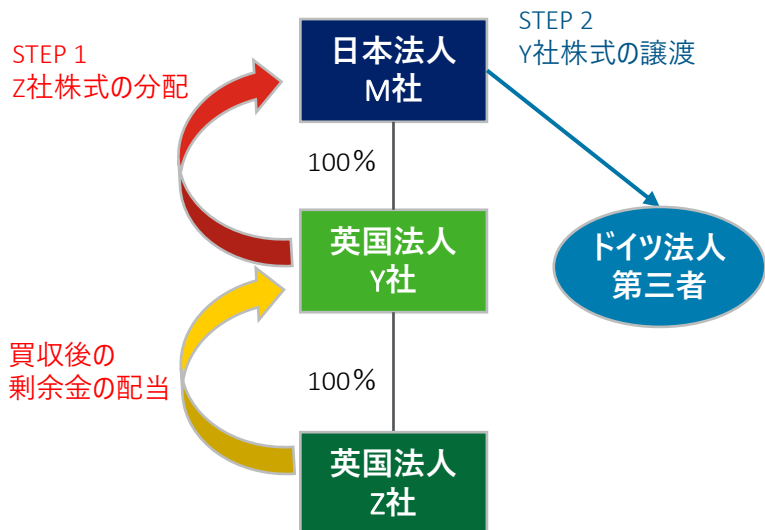 STEP 1
Z社株式の分配
日本法人
M社
STEP 2
Y社株式の譲渡
100%
英国法人
Y社
ドイツ法人
第三者
買収後の
剰余金の配当
100%
英国法人
Z社